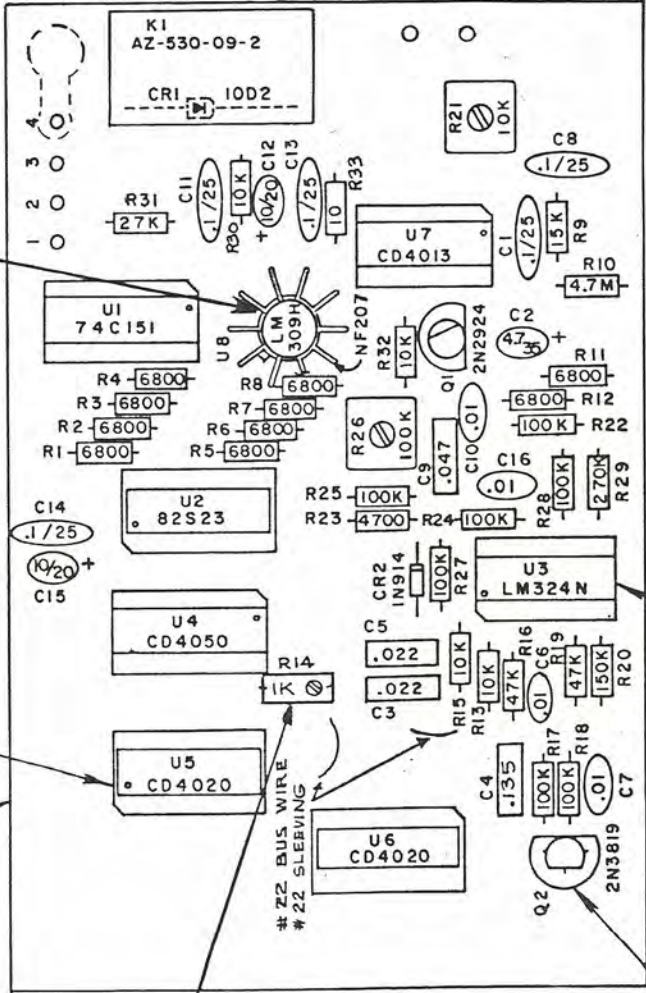 K1
AZ-530-09-2
CR1 10D2
4
3
2
1
R21
10K
C8
.1/25
C11
.1/25
10K
R30
C12
10/20
+
C13
.1/25
R33
10
R31
27K
U7
CD4013
C1
.1/25
15K
R9
R10
4.7M
U1
74C151
U8
LM
309H
NF207
R32
10K
Q1
2N2924
C2
4.7
35
+
R11
6800
R4
6800
R8
6800
6800
R12
R3
6800
R7
6800
R26
100K
100K
R22
R2
6800
R6
6800
C9
.047
C10
.01
R1
6800
R5
6800
C16
.01
R28
100K
270K
R29
U2
82S23
R25
100K
R23
4700
R24
100K
C14
.1/25
10/20
+
C15
CR2
1N914
100K
R27
U3
LM324N
U4
CD4050
C5
.022
R14
1K
.022
C3
10K
R15
10K
R13
47K
R16
C6
.01
R19
47K
150K
R20
U5
CD4020
# 22 BUS WIRE
# 22 SLEEVING
U6
CD4020
C4
.135
R17
100K
R18
100K
.01
C7
Q2
2N3819